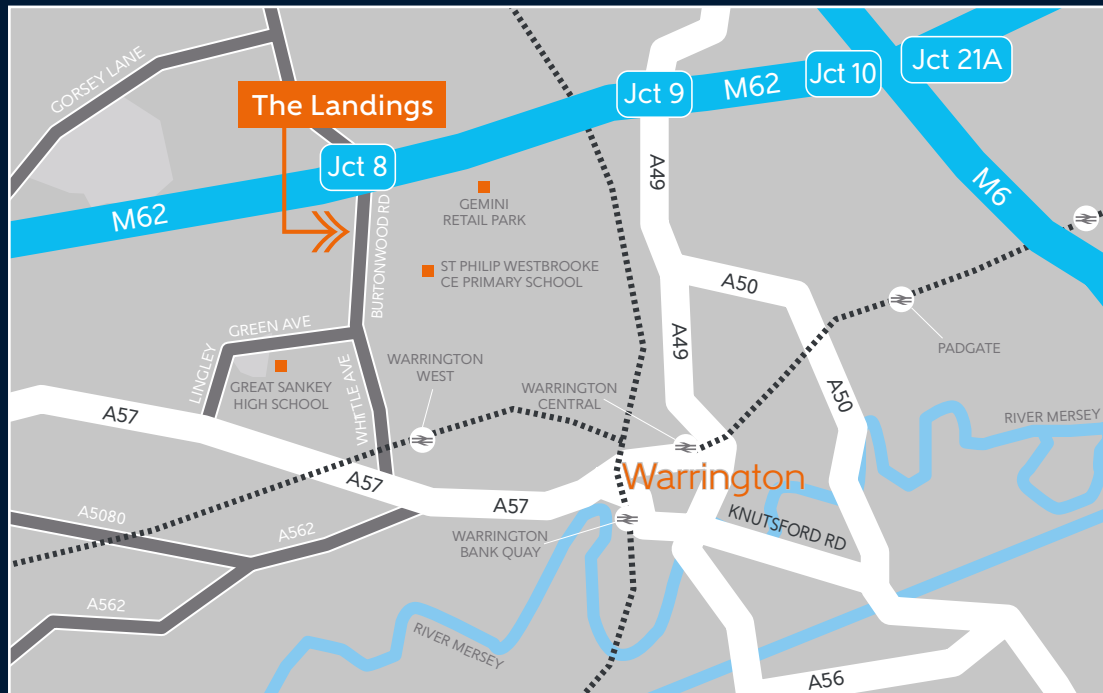 GORSEY LANE
The Landings
Jct 8
Jct 9
M62
Jct 10
Jct 21A
M62
M6
A49
BURTONWOOD RD
GEMINI
RETAIL PARK
ST PHILIP WESTBROOKE
CE PRIMARY SCHOOL
A50
A49
PADGATE
GREEN AVE
LINGLEY
GREAT SANKEY
HIGH SCHOOL
WHITTLE AVE
WARRINGTON
WEST
WARRINGTON
CENTRAL
A50
RIVER MERSEY
A57
A57
A57
Warrington
KNUTSFORD RD
WARRINGTON
BANK QUAY
A5080
A562
A562
RIVER MERSEY
A56